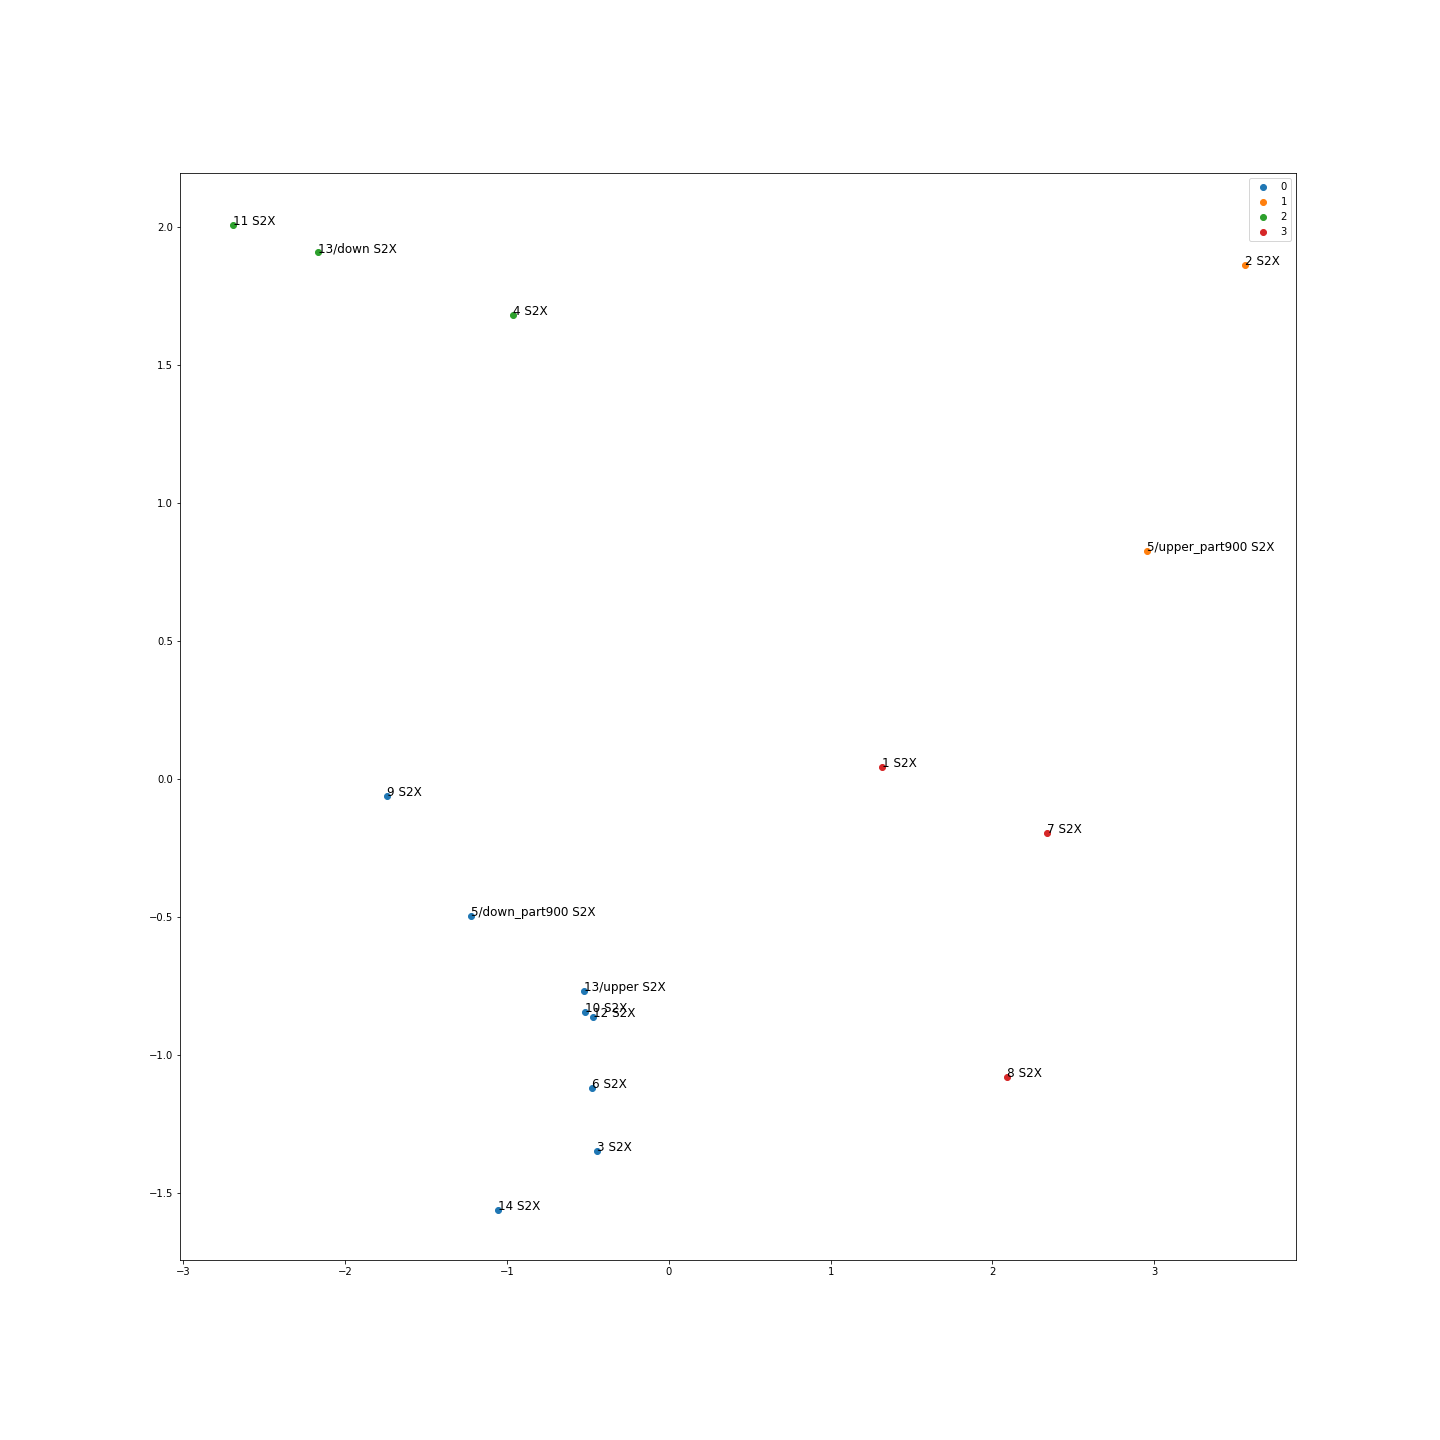 0
1
2
3
11 S2X
13/down S2X
2 S2X
4 S2X
5/upper_part900 S2X
1 S2X
9 S2X
7 S2X
5/down_part900 S2X
13/upper S2X
10 S2X
12 S2X
8 S2X
6 S2X
3 S2X
14 S2X
2.0
1.5
1.0
0.5
0.0
−0.5
−1.0
−1.5
−3 −2 −1 0 1 2 3